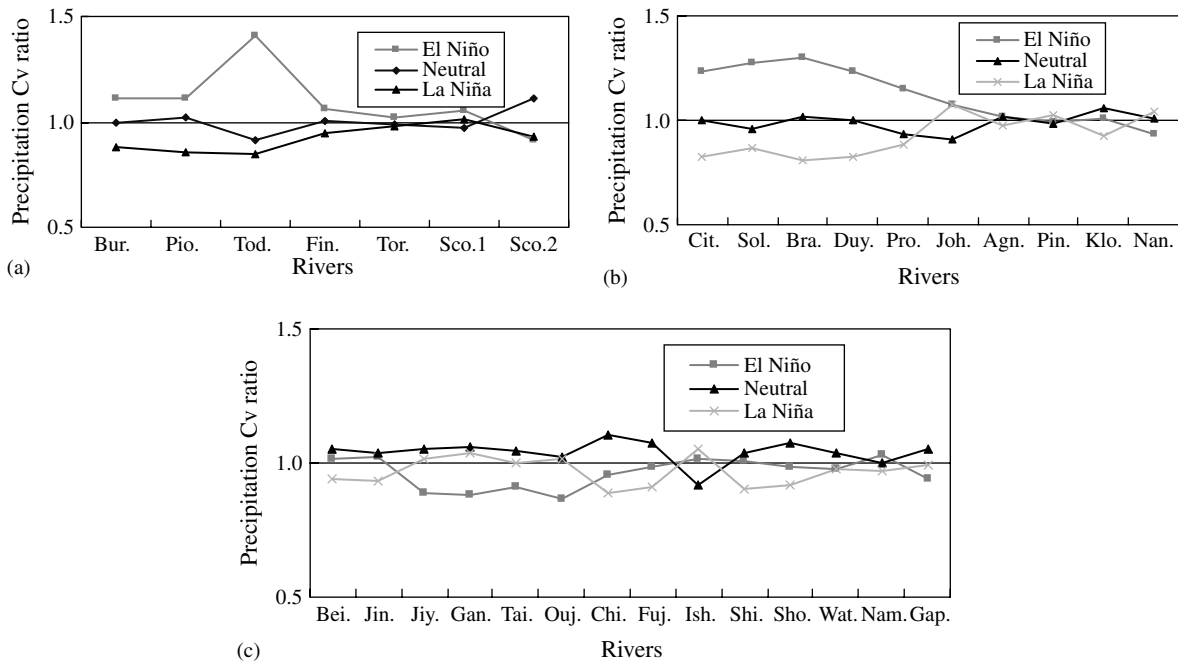 Precipitation Cv ratio
1.5
1.0
0.5
El Niño
Neutral
La Niña
Bur. Pio. Tod. Fin. Tor. Sco.1 Sco.2
Rivers
(a)
Precipitation Cv ratio
1.5
1.0
0.5
El Niño
Neutral
La Niña
Cit. Sol. Bra. Duy. Pro. Joh. Agn. Pin. Klo. Nan.
Rivers
(b)
Precipitation Cv ratio
1.5
1.0
0.5
El Niño
Neutral
La Niña
Bei. Jin. Jiy. Gan. Tai. Ouj. Chi. Fuj. Ish. Shi. Sho. Wat. Nam. Gap.
Rivers
(c)